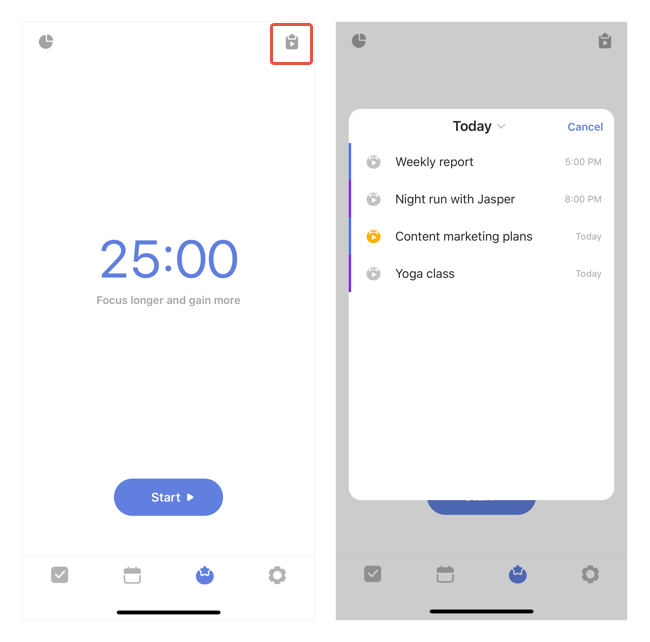 25:00
Focus longer and gain more
Start
Today
Cancel
Weekly report 5:00 PM
Night run with Jasper 8:00 PM
Content marketing plans Today
Yoga class Today